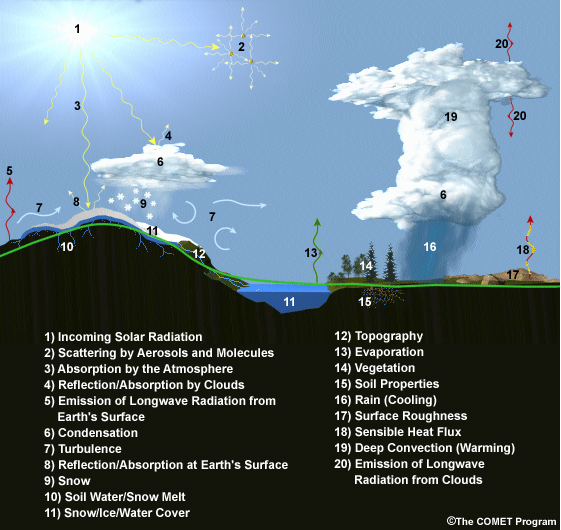 1
2
3
4
20
19
20
5
6
8
9
6
7
7
11
10
12
14
13
16
18
17
11
15
1) Incoming Solar Radiation
2) Scattering by Aerosols and Molecules
3) Absorption by the Atmosphere
4) Reflection/Absorption by Clouds
5) Emission of Longwave Radiation from
Earth's Surface
6) Condensation
7) Turbulence
8) Reflection/Absorption at Earth's Surface
9) Snow
10) Soil Water/Snow Melt
11) Snow/Ice/Water Cover
12) Topography
13) Evaporation
14) Vegetation
15) Soil Properties
16) Rain (Cooling)
17) Surface Roughness
18) Sensible Heat Flux
19) Deep Convection (Warming)
20) Emission of Longwave
Radiation from Clouds
©The COMET Program